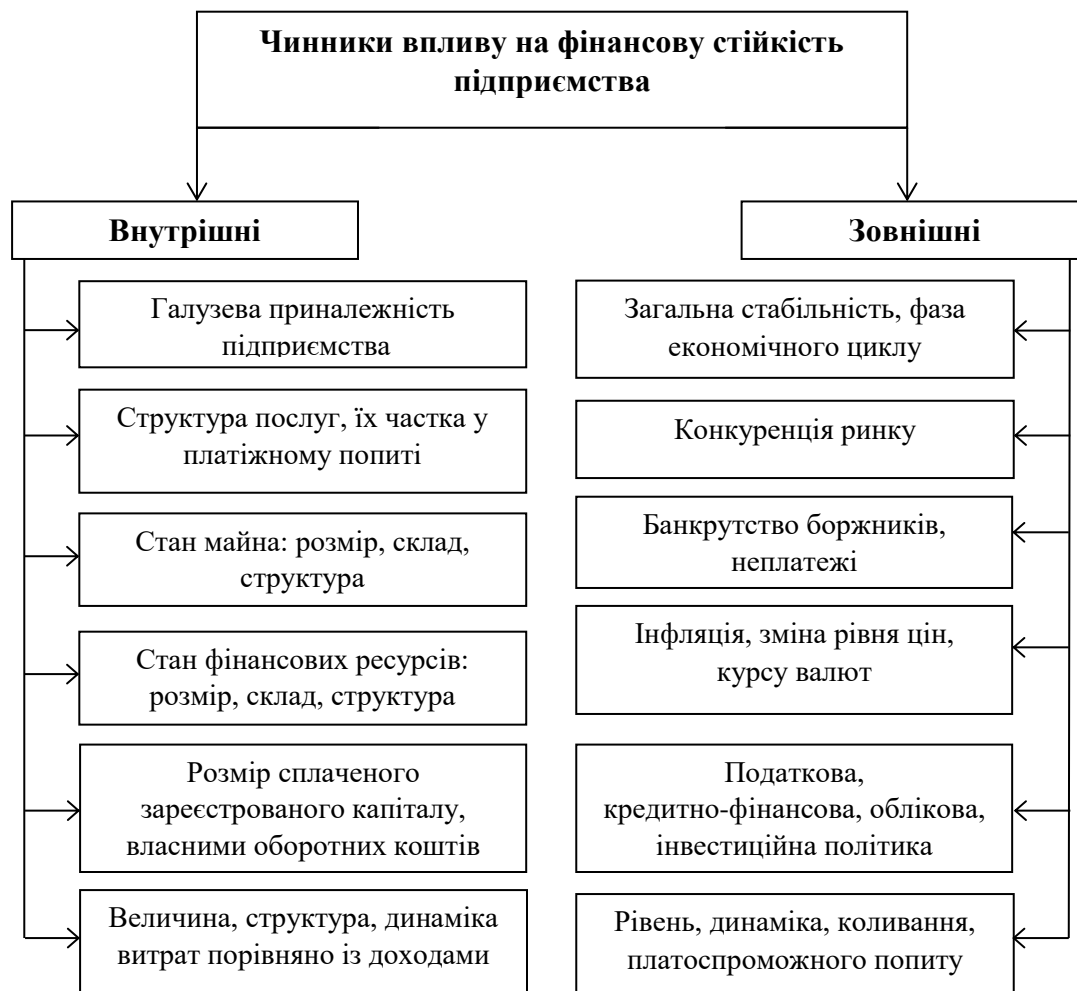 Чинники впливу на фінансову стійкість
підприємства
Внутрішні
Галузева приналежність
підприємства
Структура послуг, їх частка у
платіжному попиті
Стан майна: розмір, склад,
структура
Стан фінансових ресурсів:
розмір, склад, структура
Розмір сплаченого
зареєстрованого капіталу,
власними оборотних коштів
Величина, структура, динаміка
витрат порівняно із доходами
Зовнішні
Загальна стабільність, фаза
економічного циклу
Конкуренція ринку
Банкрутство боржників,
неплатежі
Інфляція, зміна рівня цін,
курсу валют
Податкова,
кредитно-фінансова, облікова,
інвестиційна політика
Рівень, динаміка, коливання,
платоспроможного попиту